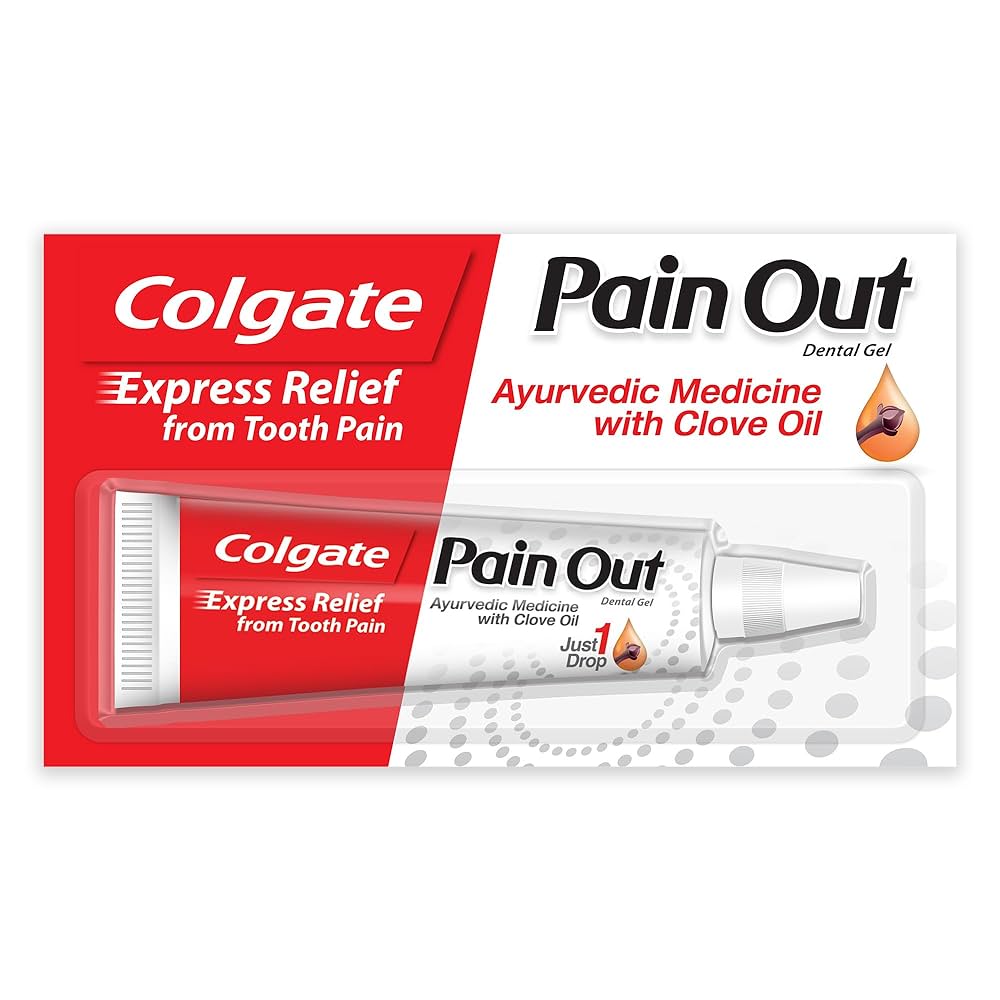 Colgate
Express Relief
from Tooth Pain
Pain Out
Dental Gel
Ayurvedic Medicine
with Clove Oil
Colgate
Express Relief
from Tooth Pain
Pain Out
Dental Gel
Ayurvedic Medicine
with Clove Oil
Just 1
Drop